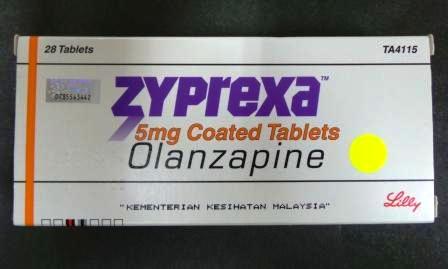 28 Tablets
TA4115
zyprexa™
5mg Coated Tablets
Olanzapine
"KEMENTERIAN KESIHATAN MALAYSIA"
Lilly